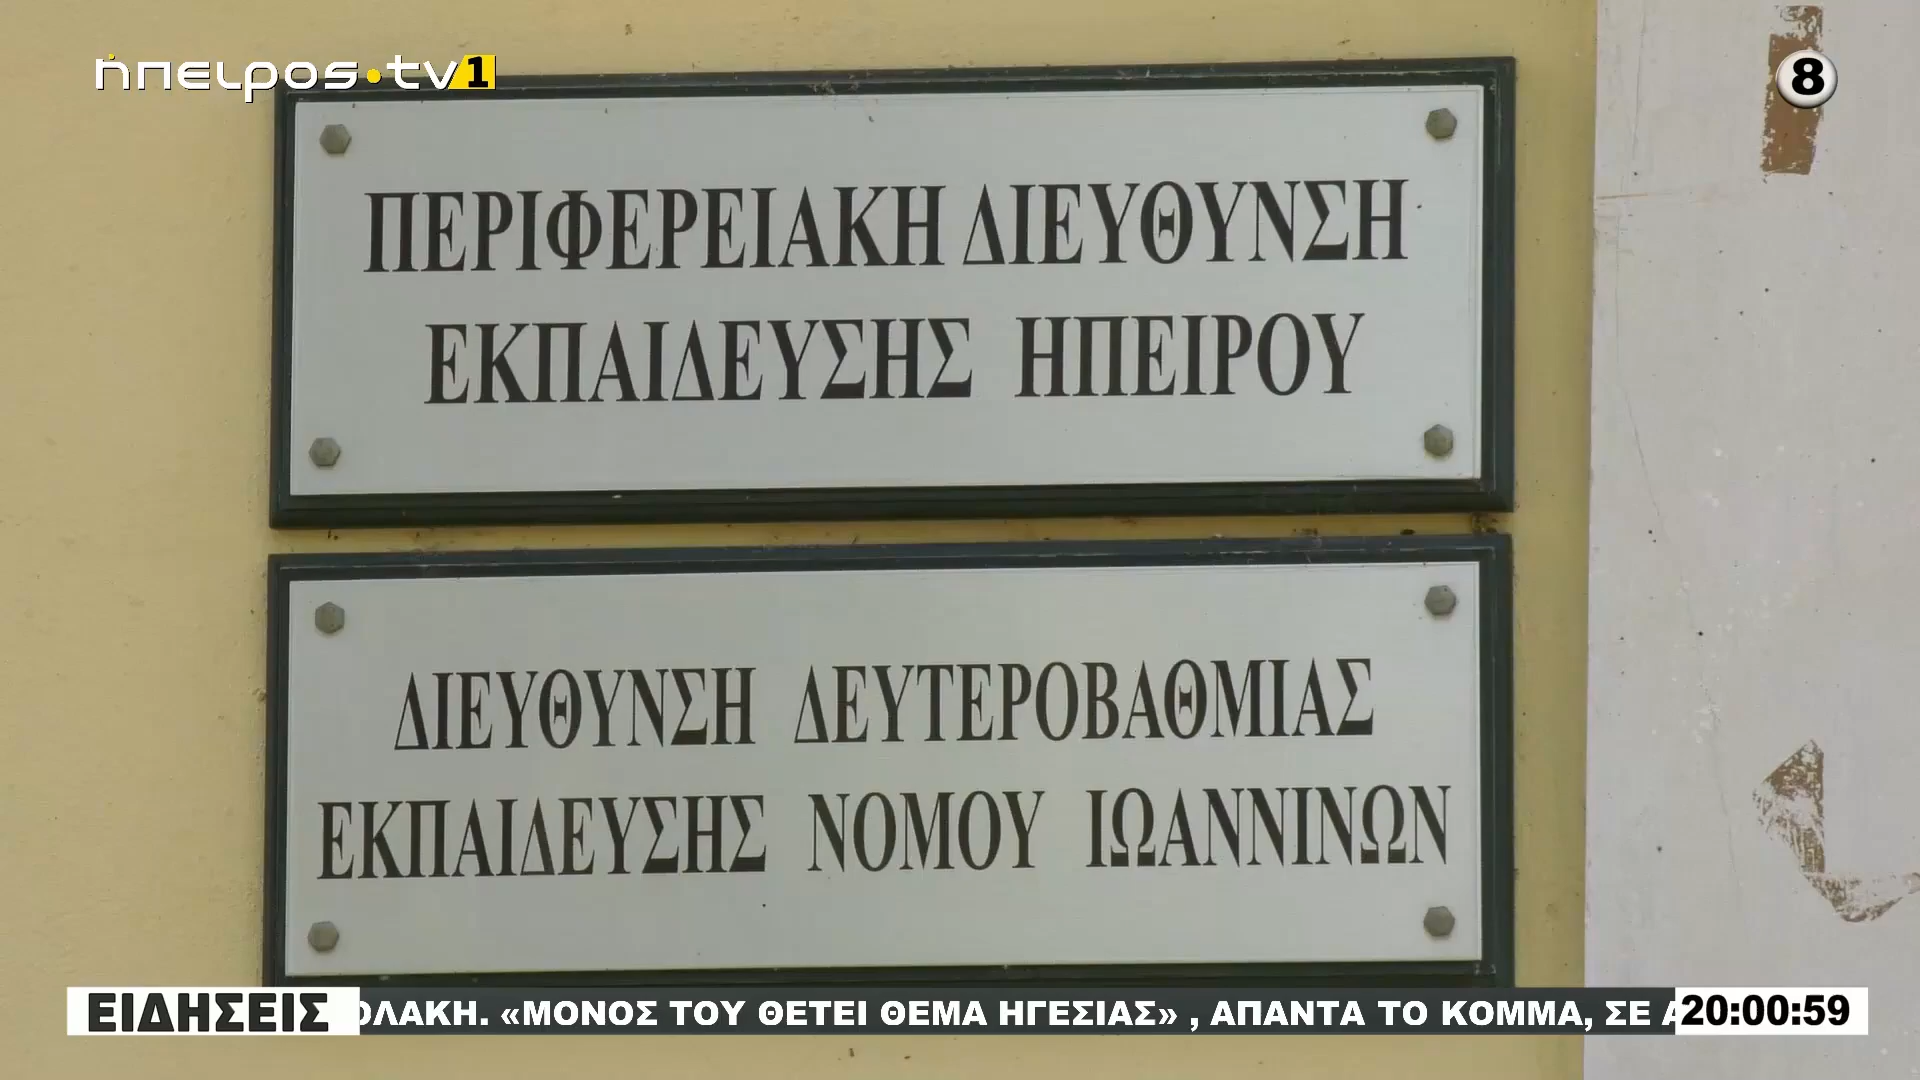 ήπειρος•tv1
8
ΠΕΡΙΦΕΡΕΙΑΚΗ ΔΙΕΥΘΥΝΣΗ
ΕΚΠΑΙΔΕΥΣΗΣ ΗΠΕΙΡΟΥ
ΔΙΕΥΘΥΝΣΗ ΔΕΥΤΕΡΟΒΑΘΜΙΑΣ
ΕΚΠΑΙΔΕΥΣΗΣ ΝΟΜΟΥ ΙΩΑΝΝΙΝΩΝ
ΕΙΔΗΣΕΙΣ
ΟΛΑΚΗ. «ΜΟΝΟΣ ΤΟΥ ΘΕΤΕΙ ΘΕΜΑ ΗΓΕΣΙΑΣ» , ΑΠΑΝΤΑ ΤΟ ΚΟΜΜΑ, ΣΕ
20:00:59